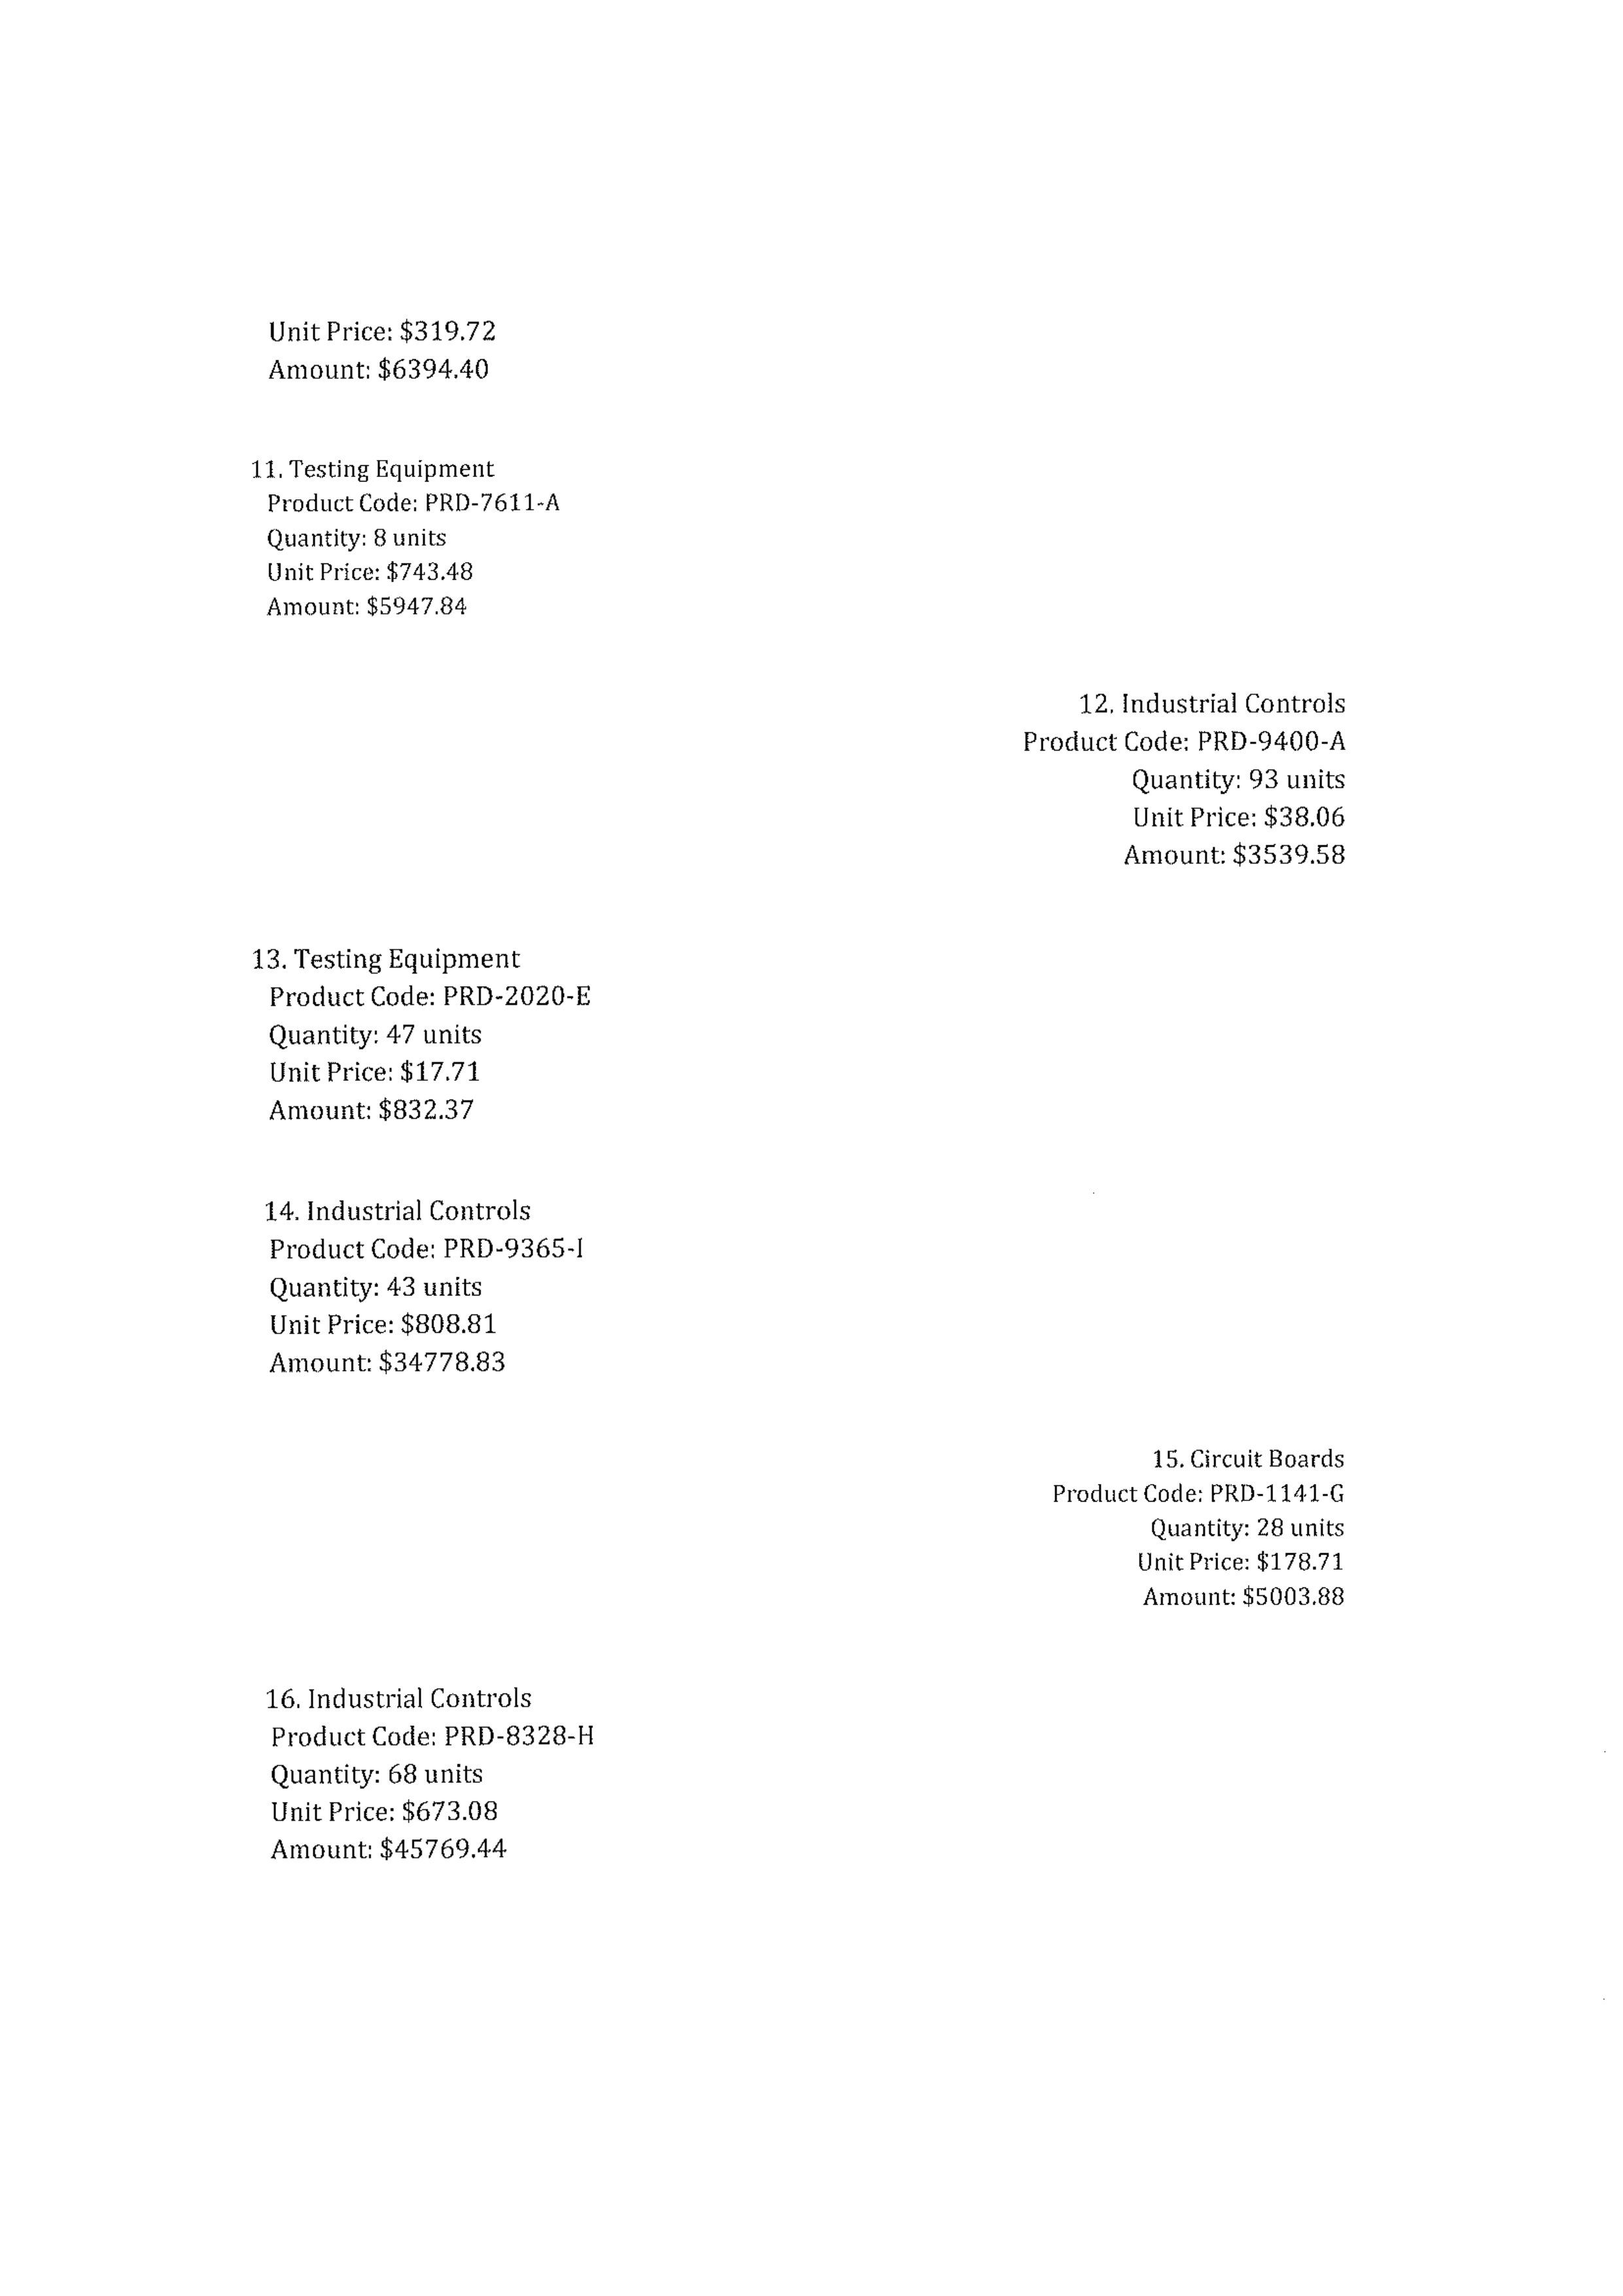 Unit Price: $319.72
Amount: $6394.40
11. Testing Equipment
Product Code: PRD-7611-A
Quantity: 8 units
Unit Price: $743.48
Amount: $5947.84
12. Industrial Controls
Product Code: PRD-9400-A
Quantity: 93 units
Unit Price: $38.06
Amount: $3539.58
13. Testing Equipment
Product Code: PRD-2020-E
Quantity: 47 units
Unit Price: $17.71
Amount: $832.37
14. Industrial Controls
Product Code: PRD-9365-I
Quantity: 43 units
Unit Price: $808.81
Amount: $34778.83
15. Circuit Boards
Product Code: PRD-1141-G
Quantity: 28 units
Unit Price: $178.71
Amount: $5003.88
16. Industrial Controls
Product Code: PRD-8328-H
Quantity: 68 units
Unit Price: $673.08
Amount: $45769.44